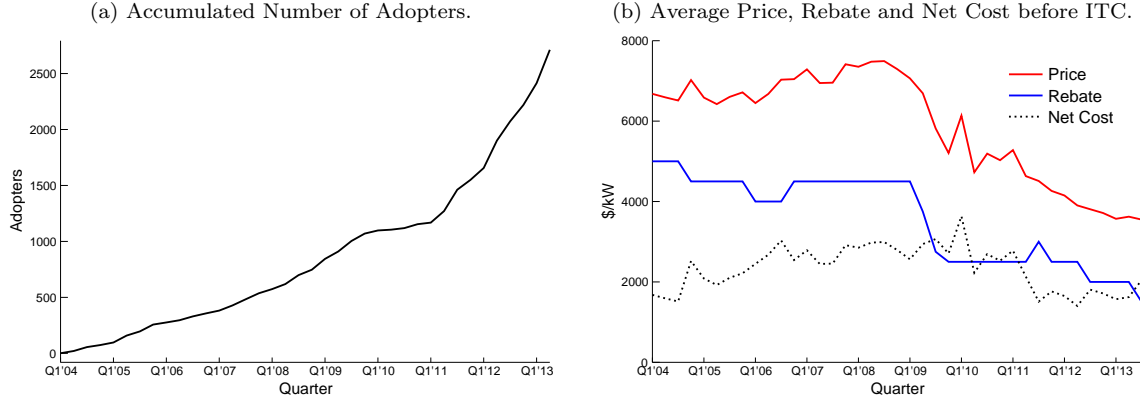 (a) Accumulated Number of Adopters.
2500
2000
1500
1000
500
0
Adopters
Q1'04 Q1'05 Q1'06 Q1'07 Q1'08 Q1'09 Q1'10 Q1'11 Q1'12 Q1'13
Quarter
(b) Average Price, Rebate and Net Cost before ITC.
8000
6000
4000
2000
0
$/kW
Price
Rebate
Net Cost
Q1'04 Q1'05 Q1'06 Q1'07 Q1'08 Q1'09 Q1'10 Q1'11 Q1'12 Q1'13
Quarter